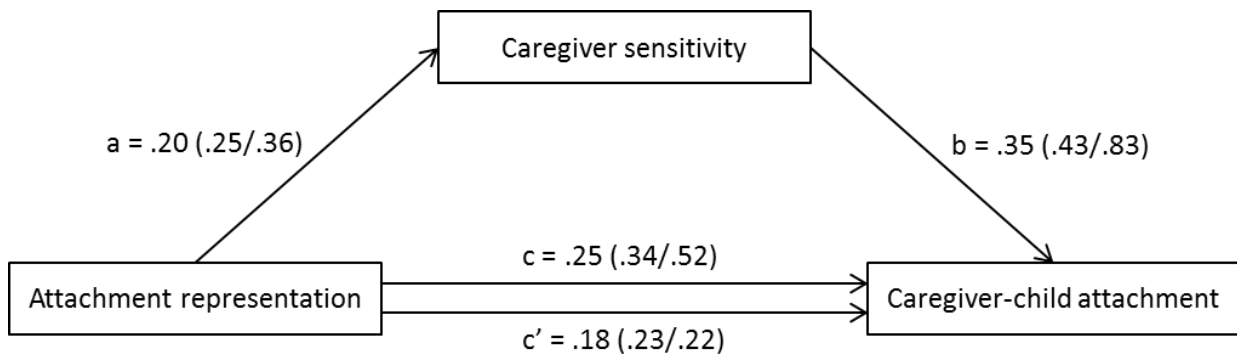 Caregiver sensitivity
a = .20 (.25/.36)
b = .35 (.43/.83)
c = .25 (.34/.52)
Attachment representation
Caregiver-child attachment
c’ = .18 (.23/.22)